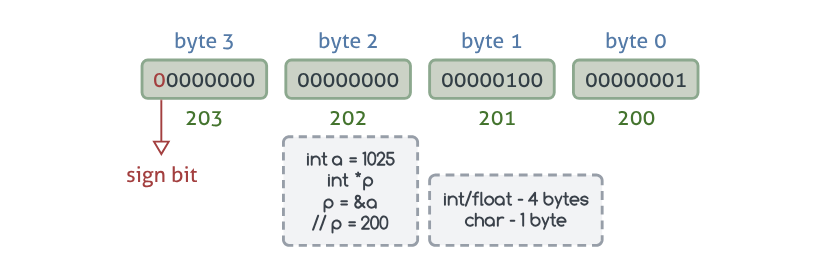 byte 3 byte 2 byte 1 byte 0
00000000 00000000 00000100 00000001
203 202 201 200
sign bit
int a = 1025
int *p
p = &a
// p = 200
int/float - 4 bytes
char - 1 byte